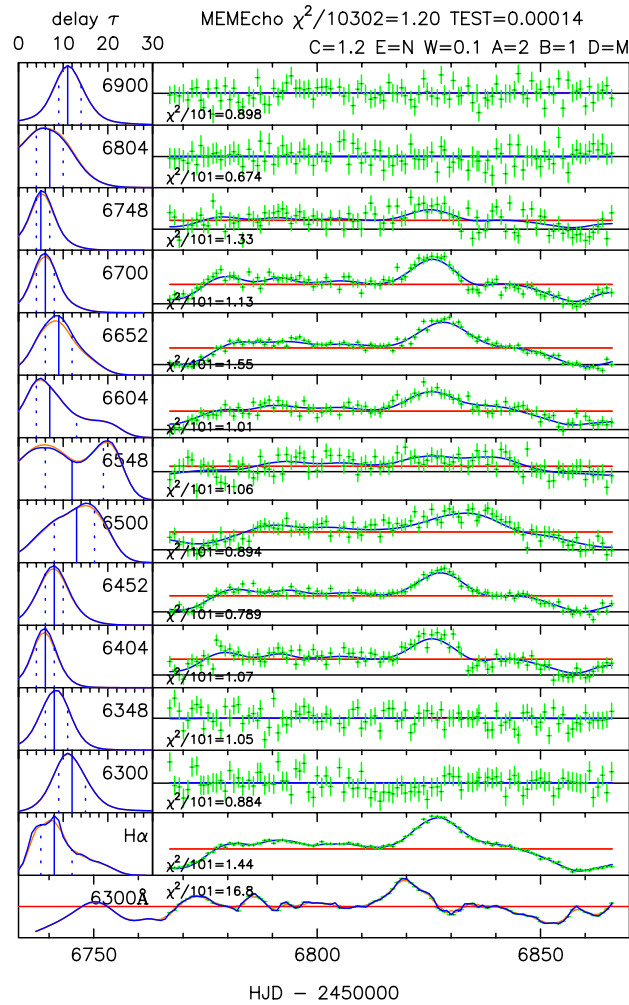 delay τ MEMEcho χ²/10302=1.20 TEST=0.00014
0 10 20 30 C=1.2 E=N W=0.1 A=2 B=1 D=M
6900 χ²/101=0.898
6804 χ²/101=0.674
6748 χ²/101=1.33
6700 χ²/101=1.13
6652 χ²/101=1.55
6604 χ²/101=1.01
6548 χ²/101=1.06
6500 χ²/101=0.894
6452 χ²/101=0.789
6404 χ²/101=1.07
6348 χ²/101=1.05
6300 χ²/101=0.884
Hα χ²/101=1.44
6300Å χ²/101=16.8
6750 6800 6850
HJD − 2450000